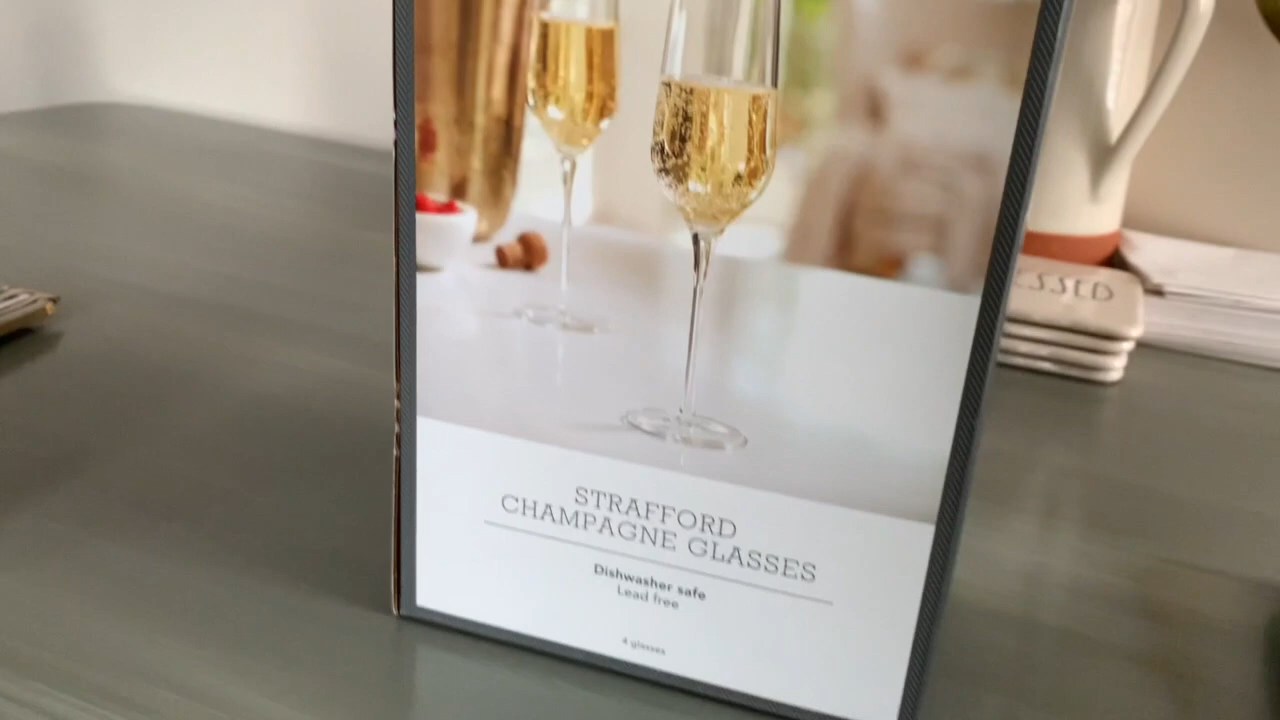 STRAFFORD
CHAMPAGNE GLASSES
Dishwasher safe
Lead free
4 glasses